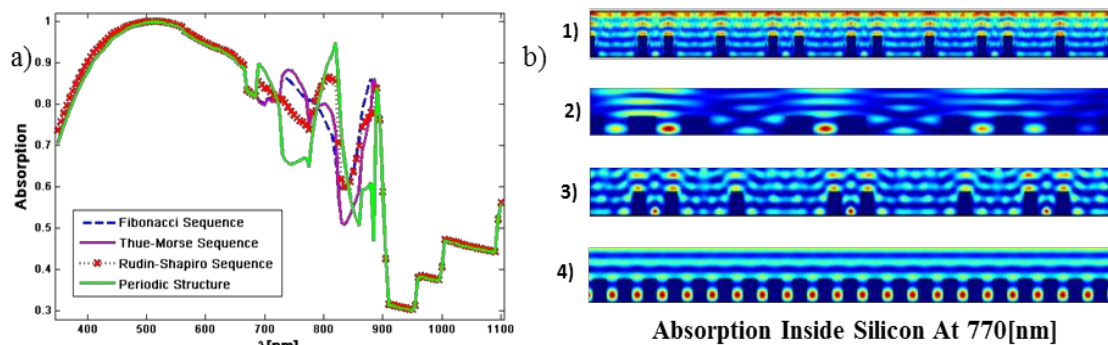 a)
Absorption
1
0.9
0.8
0.7
0.6
0.5
0.4
0.3
Fibonacci Sequence
Thue-Morse Sequence
Rudin-Shapiro Sequence
Periodic Structure
400 500 600 700 800 900 1000 1100
λ[nm]
b)
1)
2)
3)
4)
Absorption Inside Silicon At 770[nm]